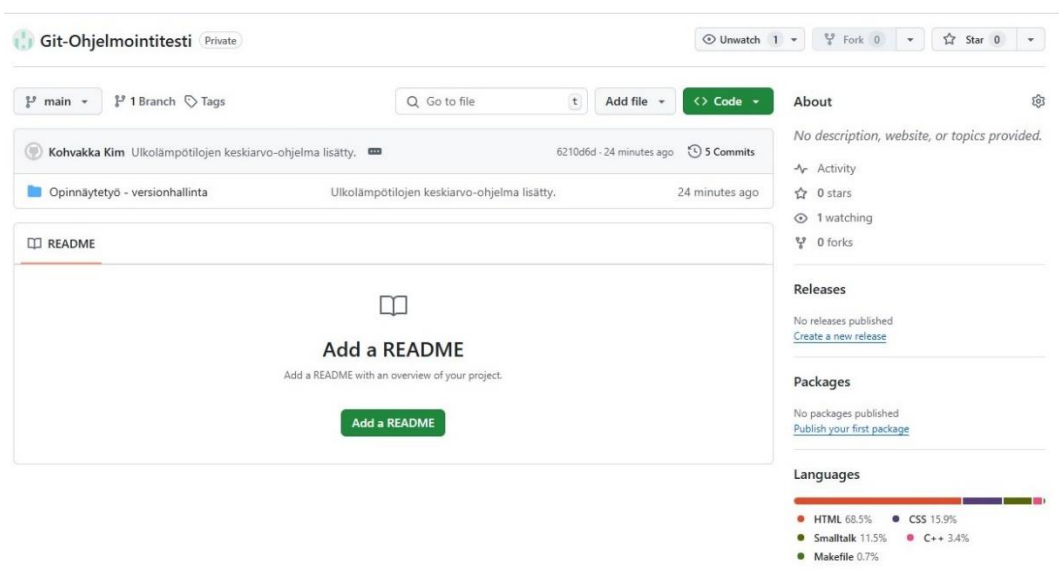 Git-Ohjelmointitesti Private
Unwatch 1 Fork 0 Star 0
main 1 Branch Tags Go to file t Add file <> Code
Kohvakka Kim Ulkolämpötilojen keskiarvo-ohjelma lisätty. 6210d6d · 24 minutes ago 5 Commits
Opinnäytetyö - versionhallinta Ulkolämpötilojen keskiarvo-ohjelma lisätty. 24 minutes ago
README
Add a README
Add a README with an overview of your project.
Add a README
About
No description, website, or topics provided.
Activity
0 stars
1 watching
0 forks
Releases
No releases published
Create a new release
Packages
No packages published
Publish your first package
Languages
HTML 68.5% CSS 15.9%
Smalltalk 11.5% C++ 3.4%
Makefile 0.7%